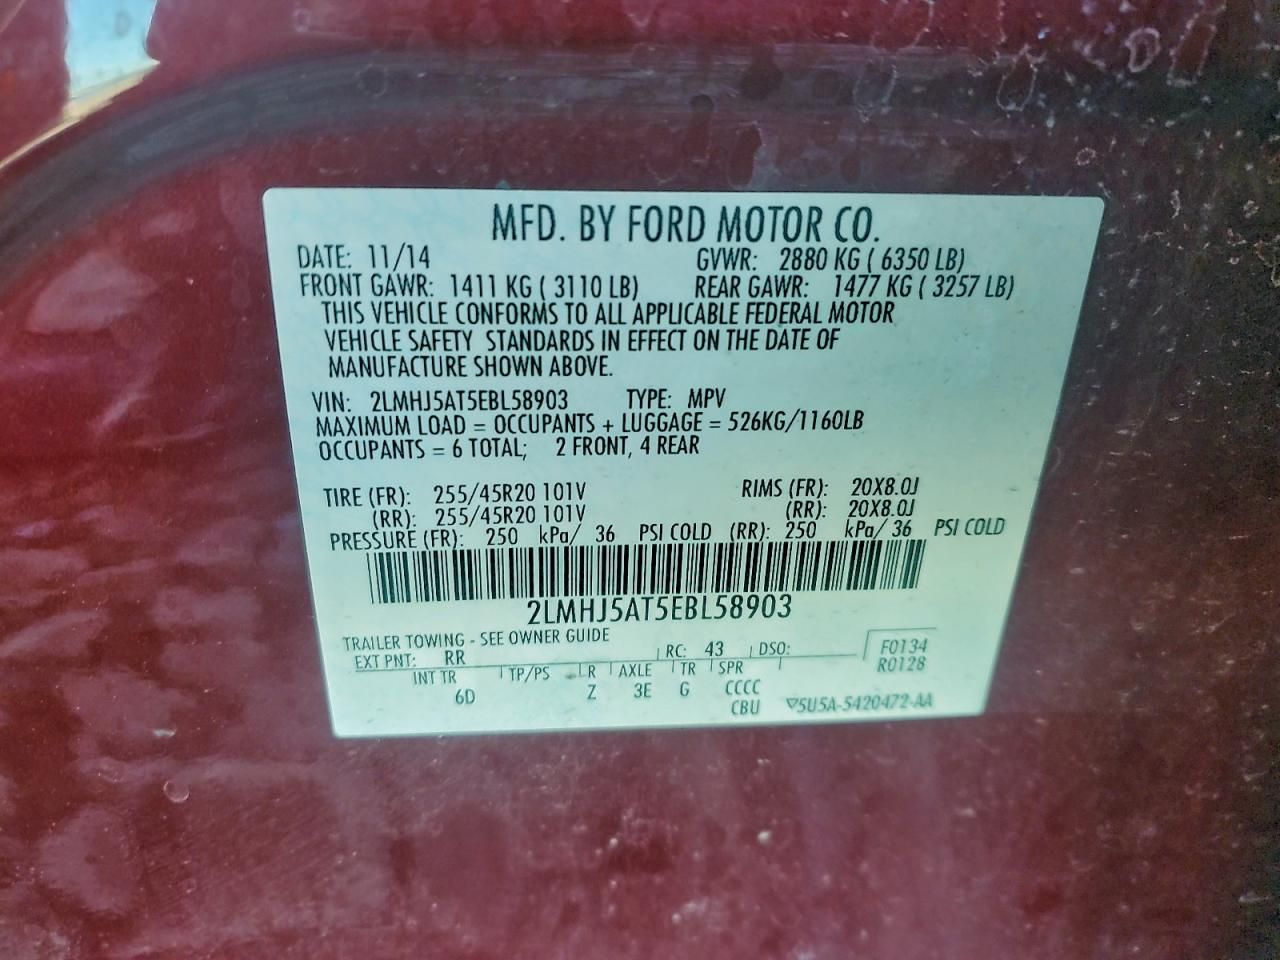 MFD. BY FORD MOTOR CO.
DATE: 11/14 GVWR: 2880 KG ( 6350 LB)
FRONT GAWR: 1411 KG ( 3110 LB) REAR GAWR: 1477 KG ( 3257 LB)
THIS VEHICLE CONFORMS TO ALL APPLICABLE FEDERAL MOTOR
VEHICLE SAFETY STANDARDS IN EFFECT ON THE DATE OF
MANUFACTURE SHOWN ABOVE.
VIN: 2LMHJ5AT5EBL58903 TYPE: MPV
MAXIMUM LOAD = OCCUPANTS + LUGGAGE = 526KG/1160LB
OCCUPANTS = 6 TOTAL; 2 FRONT, 4 REAR
TIRE (FR): 255/45R20 101V RIMS (FR): 20X8.0J
(RR): 255/45R20 101V (RR): 20X8.0J
PRESSURE (FR): 250 kPa/ 36 PSI COLD (RR): 250 kPa/ 36 PSI COLD
2LMHJ5AT5EBL58903
TRAILER TOWING - SEE OWNER GUIDE
EXT PNT: RR RC: 43 DSO: F0134
R0128
INT TR TP/PS R AXLE TR SPR
6D Z 3E G CCCC
CBU ▽5U5A-5420472-AA